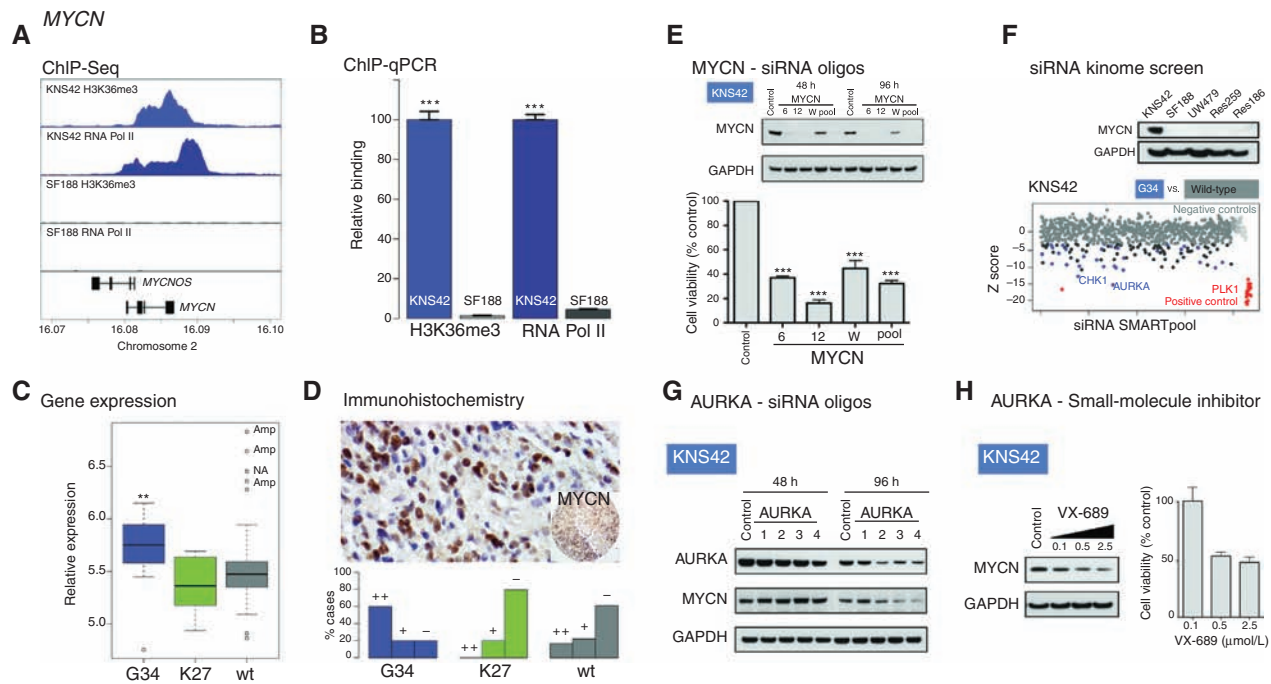 MYCN
A
ChIP-Seq
KNS42 H3K36me3
KNS42 RNA Pol II
SF188 H3K36me3
SF188 RNA Pol II
MYCNOS
MYCN
16.07 16.08 16.09 16.10
Chromosome 2
B
ChIP-qPCR
Relative binding
100
80
60
40
20
0
*** ***
KNS42 SF188 KNS42 SF188
H3K36me3 RNA Pol II
C Gene expression
Relative expression
6.5
6.0
5.5
5.0
**
Amp
Amp
NA
Amp
G34 K27 wt
D
Immunohistochemistry
MYCN
% cases
100
80
60
40
20
0
++ + −
++ + −
++ + −
G34 K27 wt
E
MYCN - siRNA oligos
KNS42
48 h 96 h
Control MYCN Control MYCN
6 12 W pool 6 12 W pool
MYCN
GAPDH
Cell viability (% control)
100
80
60
40
20
0
*** *** *** ***
Control 6 12 W pool
MYCN
F
siRNA kinome screen
KNS42 SF188 UW479 Res259 Res186
MYCN
GAPDH
KNS42 G34 vs. Wild-type
Negative controls
Z score
0
−5
−10
−15
−20
CHK1 AURKA
PLK1
Positive control
siRNA SMARTpool
G
AURKA - siRNA oligos
KNS42
48 h 96 h
Control AURKA Control AURKA
1 2 3 4 1 2 3 4
AURKA
MYCN
GAPDH
H
AURKA - Small-molecule inhibitor
KNS42
Control VX-689
0.1 0.5 2.5
MYCN
GAPDH
Cell viability (% control)
100
50
0
0.1 0.5 2.5
VX-689 (μmol/L)